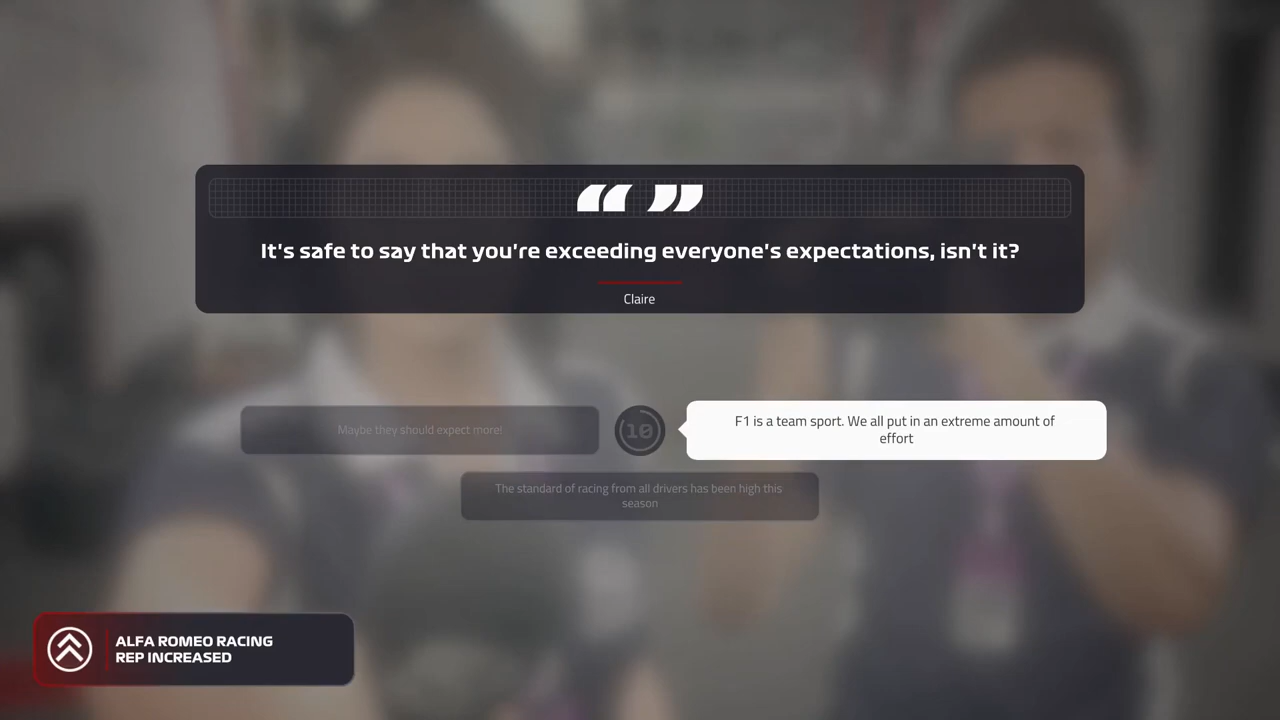 “ ”
It's safe to say that you're exceeding everyone's expectations, isn't it?
Claire
Maybe they should expect more!
10
F1 is a team sport. We all put in an extreme amount of
effort
The standard of racing from all drivers has been high this
season
ALFA ROMEO RACING
REP INCREASED